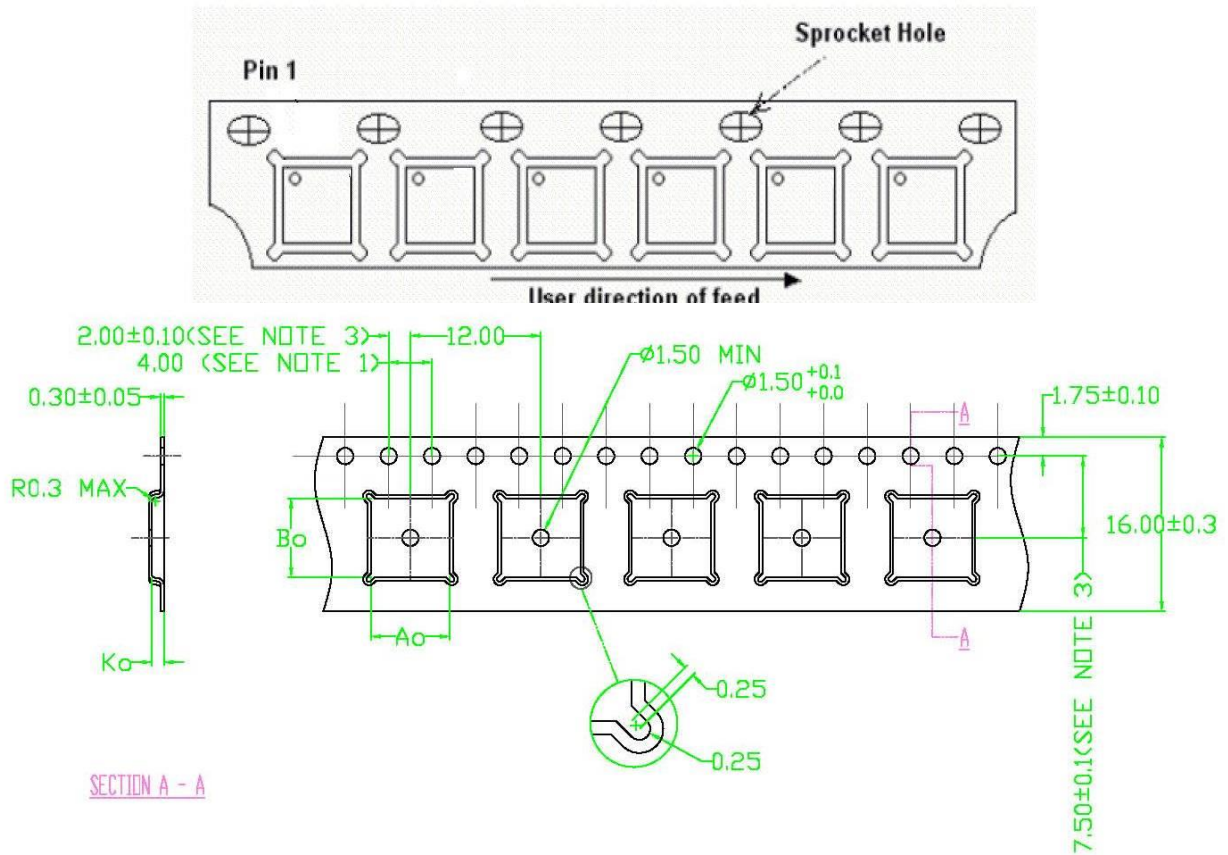 Sprocket Hole
Pin 1
User direction of feed
2.00±0.10(SEE NOTE 3)
12.00
4.00 (SEE NOTE 1)
ø1.50 MIN
ø1.50 +0.1
+0.0
0.30±0.05
1.75±0.10
A
R0.3 MAX
Bo
16.00±0.3
Ao
Ko
A
7.50±0.1(SEE NOTE 3)
0.25
0.25
SECTION A - A